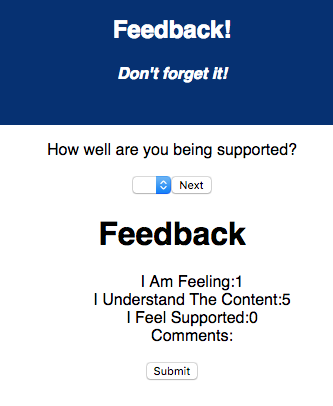 Feedback!
Don't forget it!
How well are you being supported?
Next
Feedback
I Am Feeling:1
I Understand The Content:5
I Feel Supported:0
Comments:
Submit